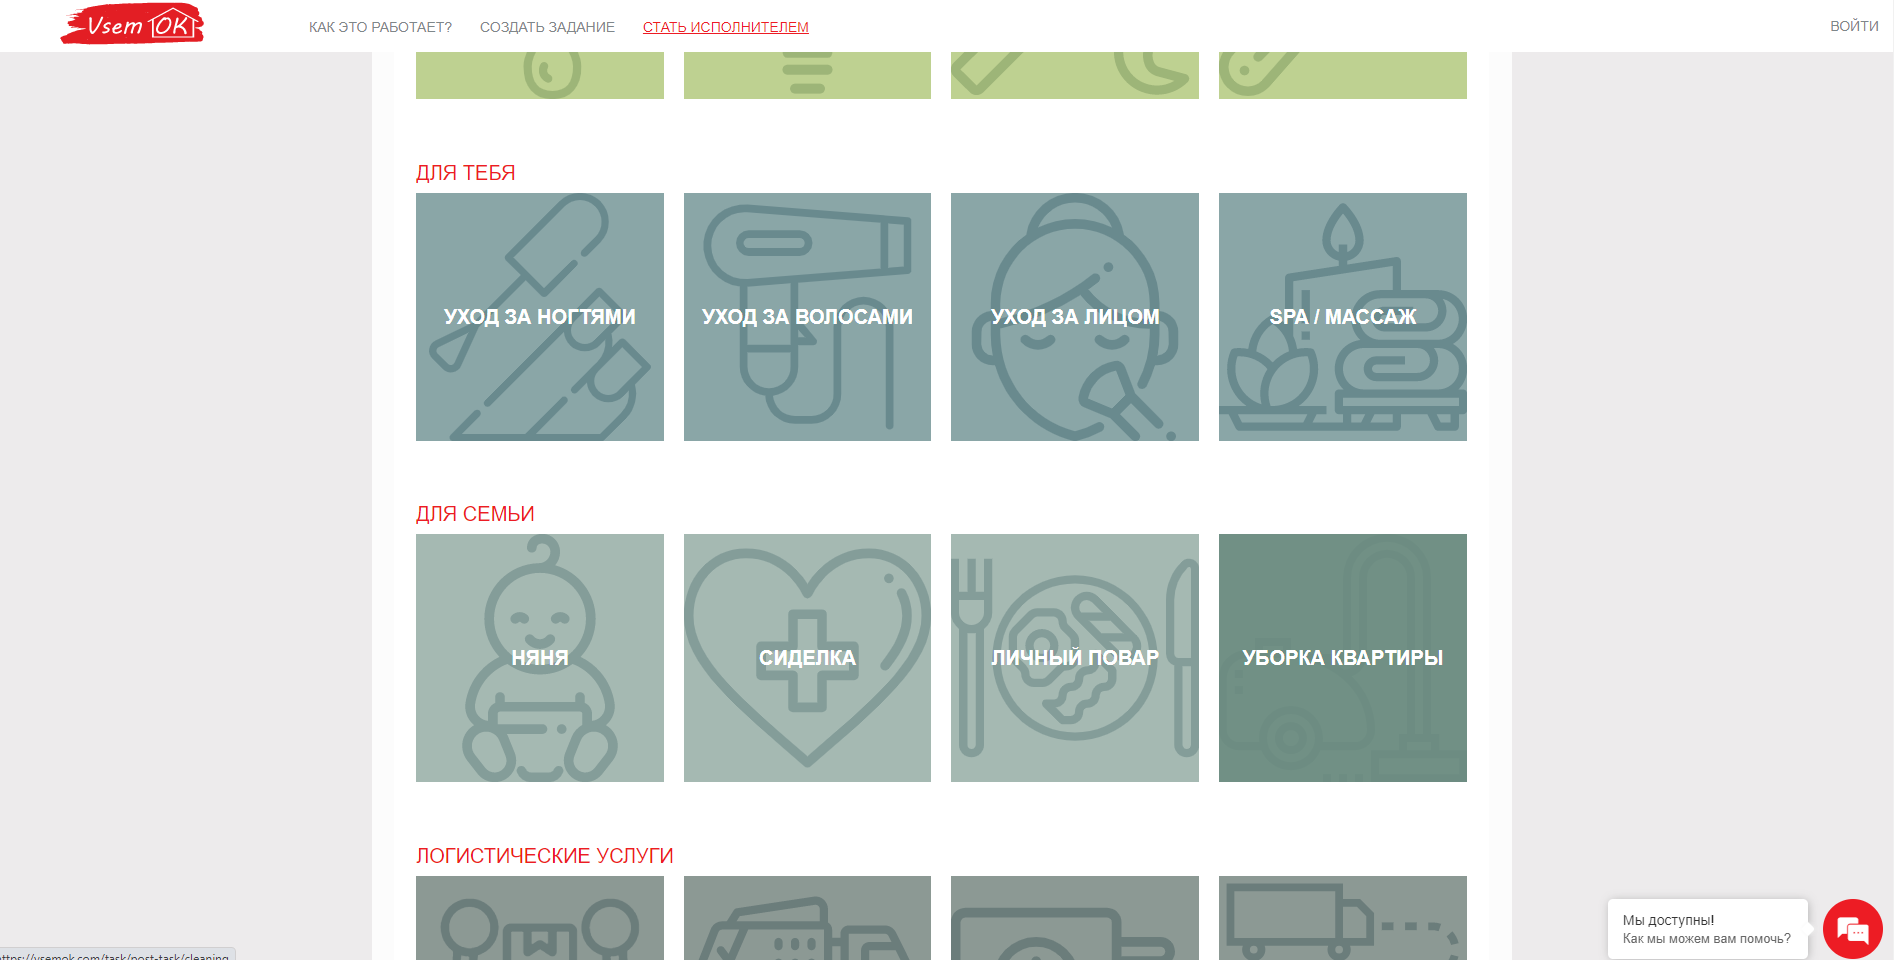 Vsem OK
КАК ЭТО РАБОТАЕТ? СОЗДАТЬ ЗАДАНИЕ СТАТЬ ИСПОЛНИТЕЛЕМ ВОЙТИ
ДЛЯ ТЕБЯ
УХОД ЗА НОГТЯМИ УХОД ЗА ВОЛОСАМИ УХОД ЗА ЛИЦОМ SPA / МАССАЖ
ДЛЯ СЕМЬИ
НЯНЯ СИДЕЛКА ЛИЧНЫЙ ПОВАР УБОРКА КВАРТИРЫ
ЛОГИСТИЧЕСКИЕ УСЛУГИ
Мы доступны!
Как мы можем вам помочь?
https://vsemok.com/task/post-task/cleaning